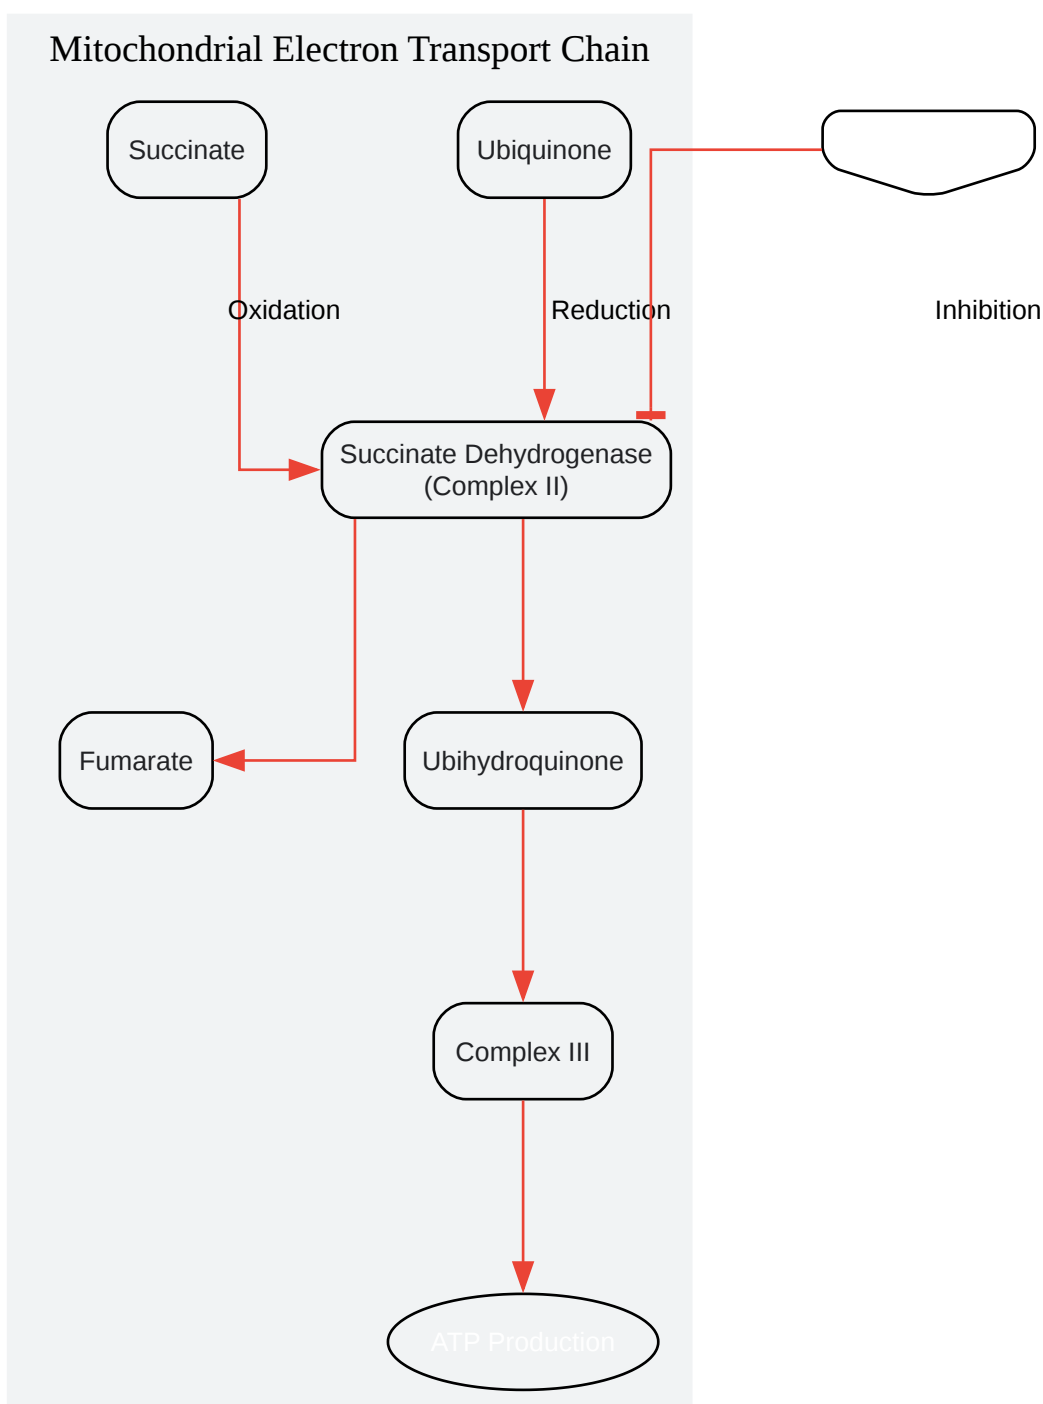 Mitochondrial Electron Transport Chain
Succinate
Ubiquinone
Oxidation
Reduction
Inhibition
Succinate Dehydrogenase
(Complex II)
Fumarate
Ubihydroquinone
Complex III
ATP Production